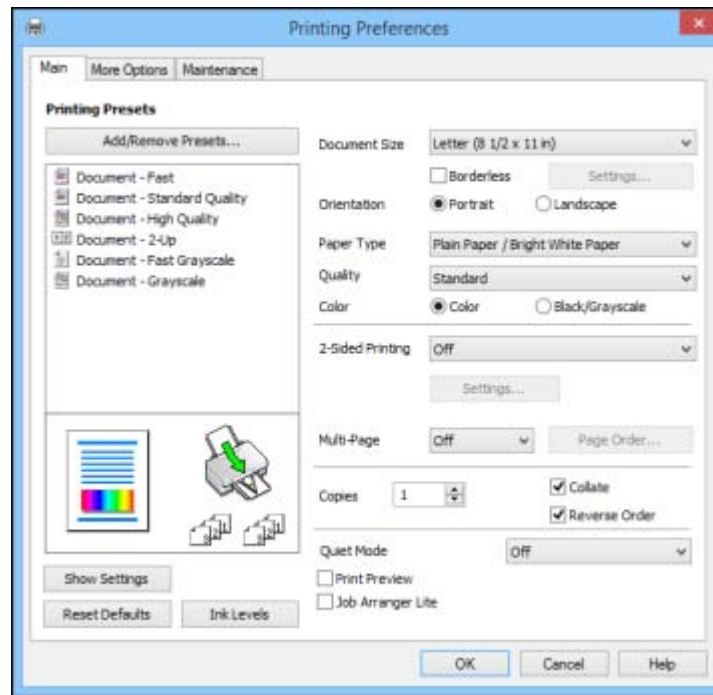 Printing Preferences
Main
More Options
Maintenance
Printing Presets
Add/Remove Presets...
Document - Fast
Document - Standard Quality
Document - High Quality
Document - 2-Up
Document - Fast Grayscale
Document - Grayscale
Show Settings
Reset Defaults
Ink Levels
Document Size
Letter (8 1/2 x 11 in)
Borderless
Settings...
Orientation
Portrait
Landscape
Paper Type
Plain Paper / Bright White Paper
Quality
Standard
Color
Color
Black/Grayscale
2-Sided Printing
Off
Settings...
Multi-Page
Off
Page Order...
Copies
1
Collate
Reverse Order
Quiet Mode
Off
Print Preview
Job Arranger Lite
OK
Cancel
Help